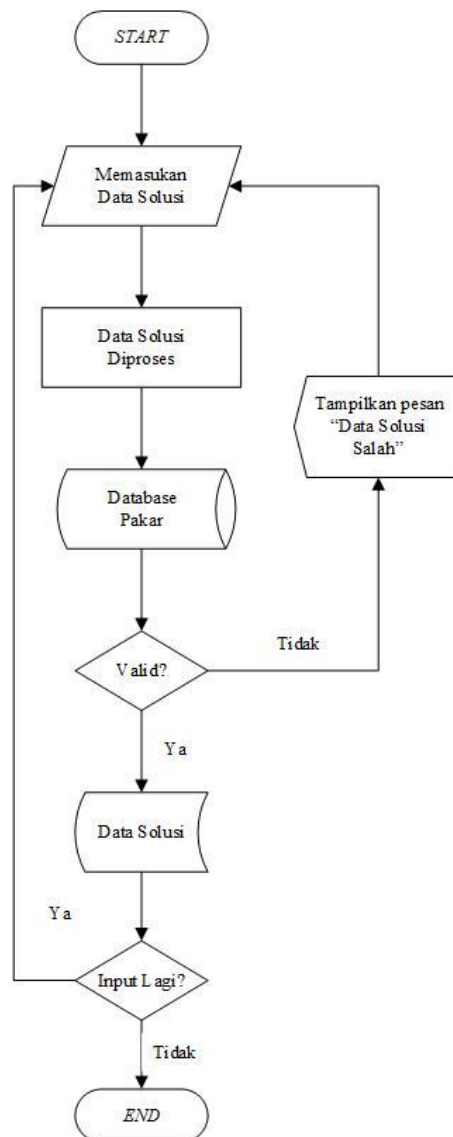 START
Memasukan
Data Solusi
Data Solusi
Diproses
Tampilkan pesan
“Data Solusi
Salah”
Database
Pakar
Tidak
Valid?
Ya
Data Solusi
Ya
Input Lagi?
Tidak
END